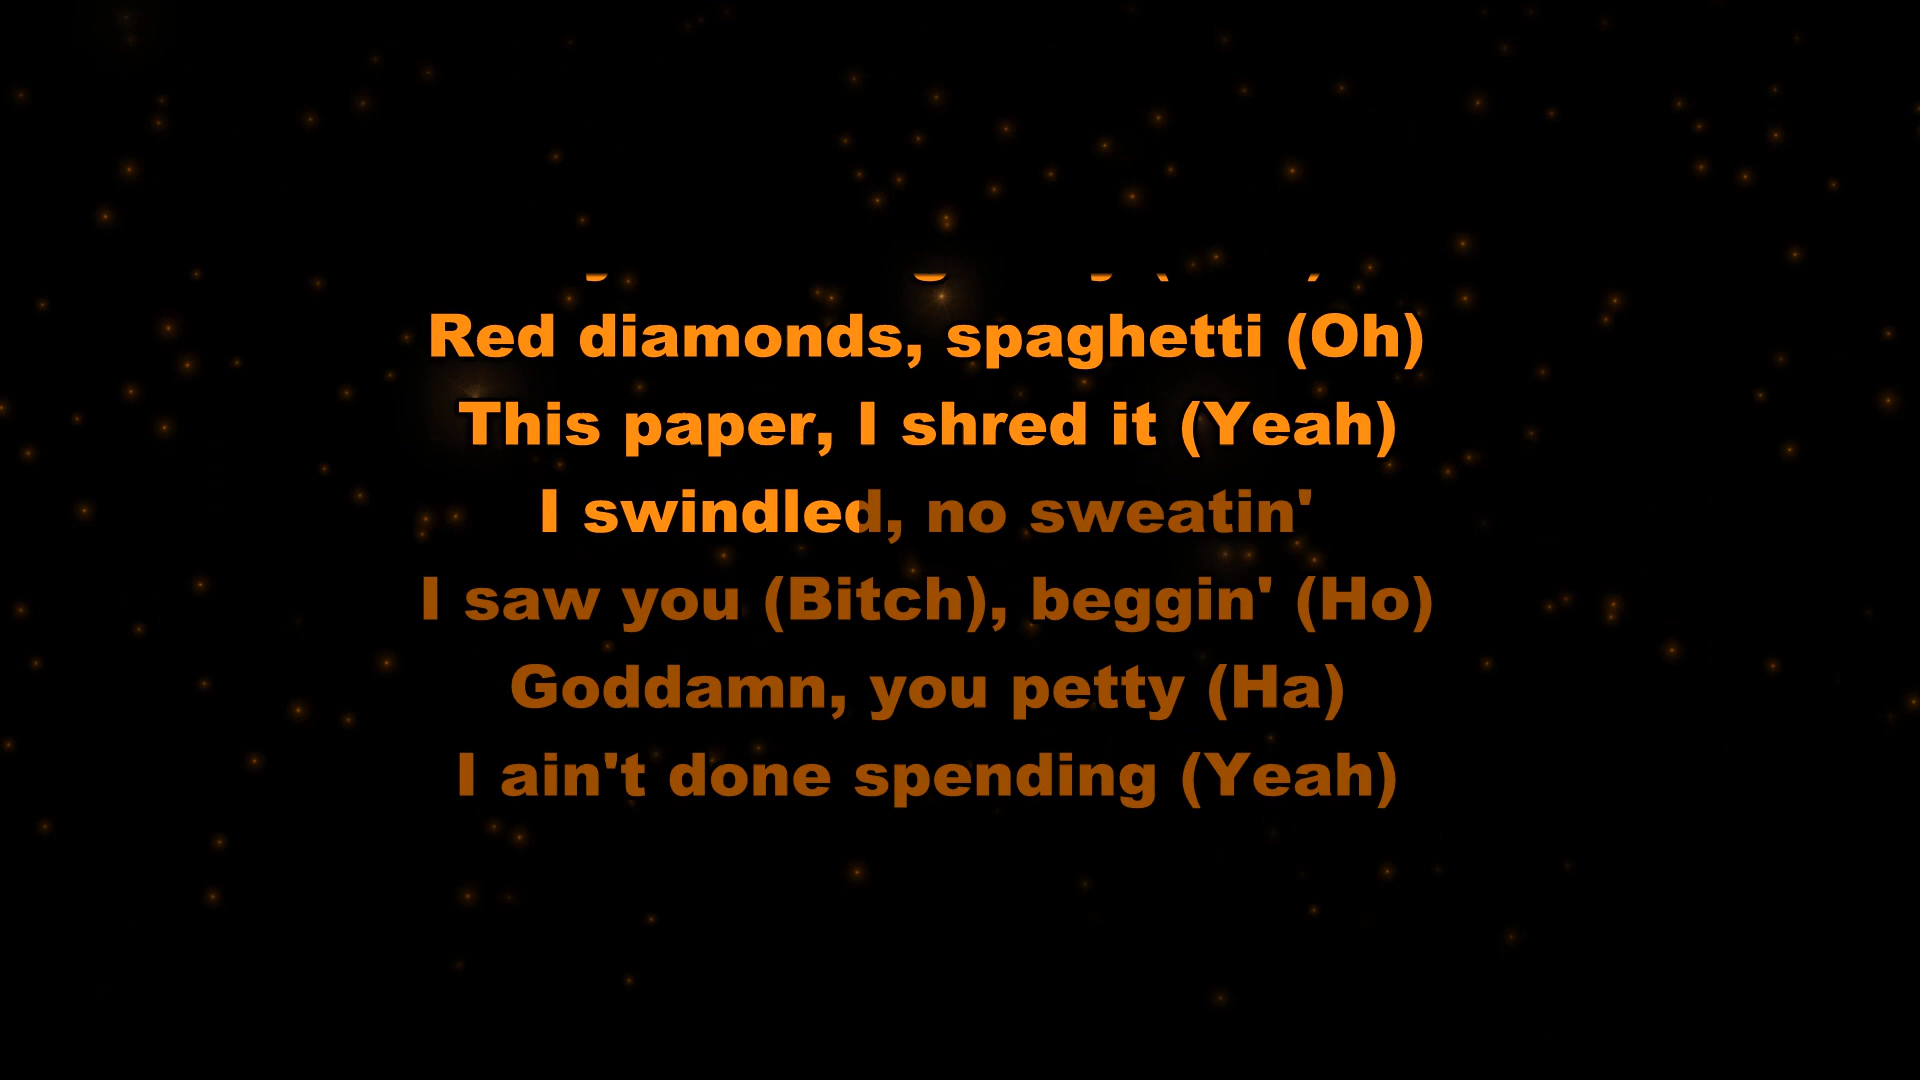 Red diamonds, spaghetti (Oh)
This paper, I shred it (Yeah)
I swindled, no sweatin'
I saw you (Bitch), beggin' (Ho)
Goddamn, you petty (Ha)
I ain't done spending (Yeah)